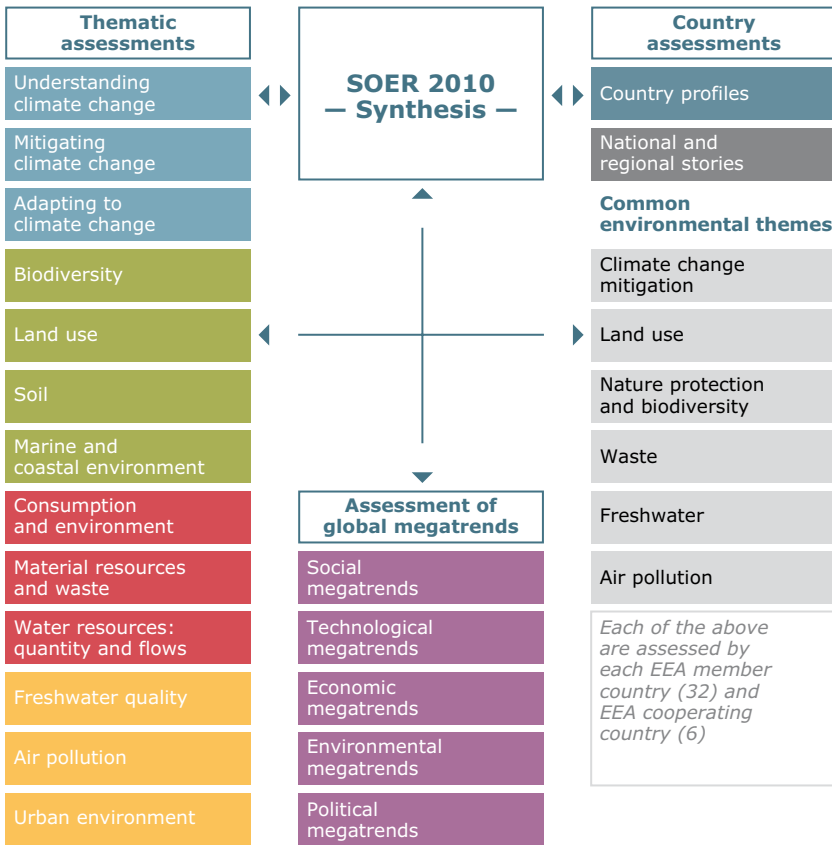 Thematic
assessments
Understanding
climate change
Mitigating
climate change
Adapting to
climate change
Biodiversity
Land use
Soil
Marine and
coastal environment
Consumption
and environment
Material resources
and waste
Water resources:
quantity and flows
Freshwater quality
Air pollution
Urban environment
SOER 2010
— Synthesis —
Assessment of
global megatrends
Social
megatrends
Technological
megatrends
Economic
megatrends
Environmental
megatrends
Political
megatrends
Country
assessments
Country profiles
National and
regional stories
Common
environmental themes
Climate change
mitigation
Land use
Nature protection
and biodiversity
Waste
Freshwater
Air pollution
Each of the above
are assessed by
each EEA member
country (32) and
EEA cooperating
country (6)